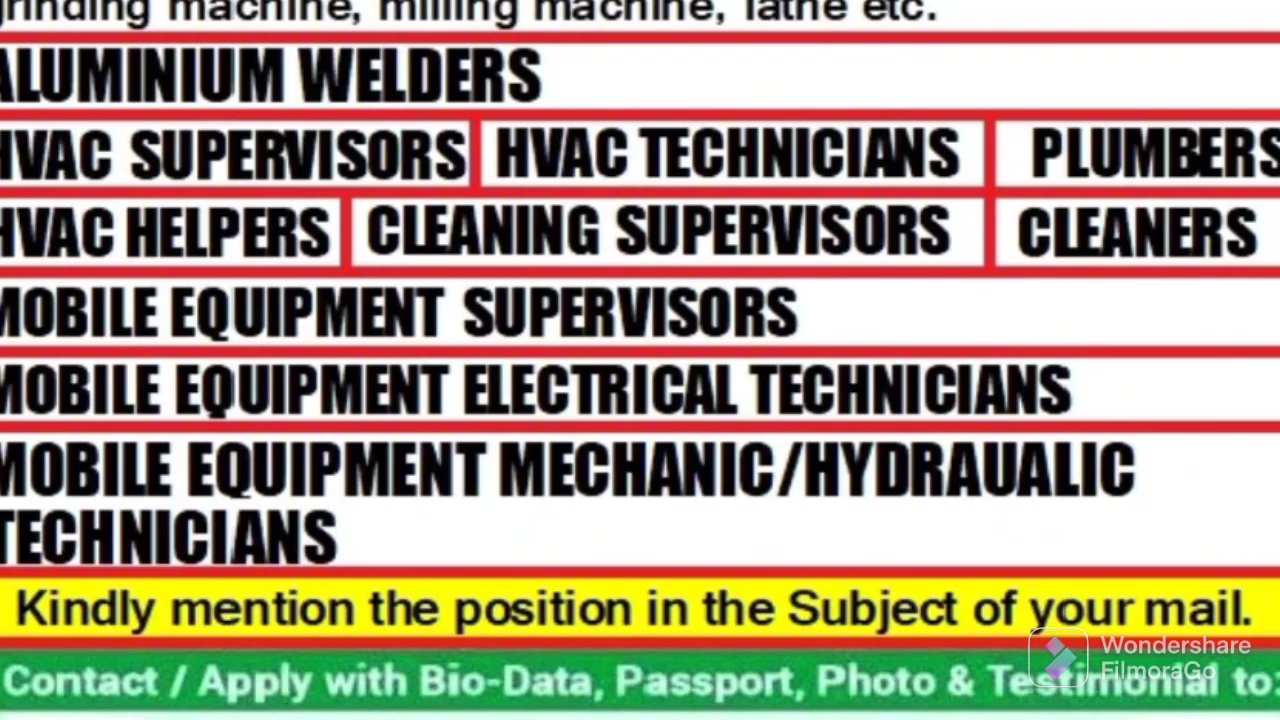 grinding machine, milling machine, lathe etc.
ALUMINIUM WELDERS
HVAC SUPERVISORS HVAC TECHNICIANS PLUMBERS
HVAC HELPERS CLEANING SUPERVISORS CLEANERS
MOBILE EQUIPMENT SUPERVISORS
MOBILE EQUIPMENT ELECTRICAL TECHNICIANS
MOBILE EQUIPMENT MECHANIC/HYDRAUALIC
TECHNICIANS
Kindly mention the position in the Subject of your mail.
Contact / Apply with Bio-Data, Passport, Photo & Testimonial to:
Wondershare
FilmoraGo